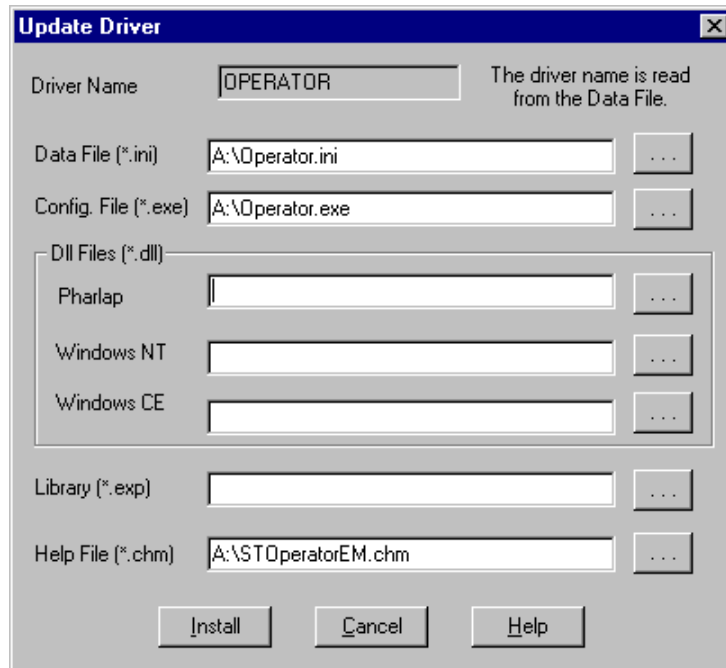 Update Driver
Driver Name OPERATOR The driver name is read
from the Data File.
Data File (*.ini) A:\Operator.ini ...
Config. File (*.exe) A:\Operator.exe ...
Dll Files (*.dll)
Pharlap ...
Windows NT ...
Windows CE ...
Library (*.exp) ...
Help File (*.chm) A:\STOperatorEM.chm ...
Install Cancel Help